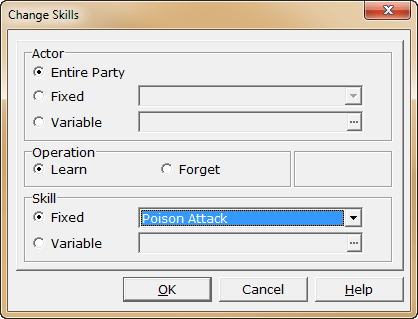 Change Skills
Actor
Entire Party
Fixed
Variable
...
Operation
Learn Forget
Skill
Fixed Poison Attack
Variable
...
OK Cancel Help